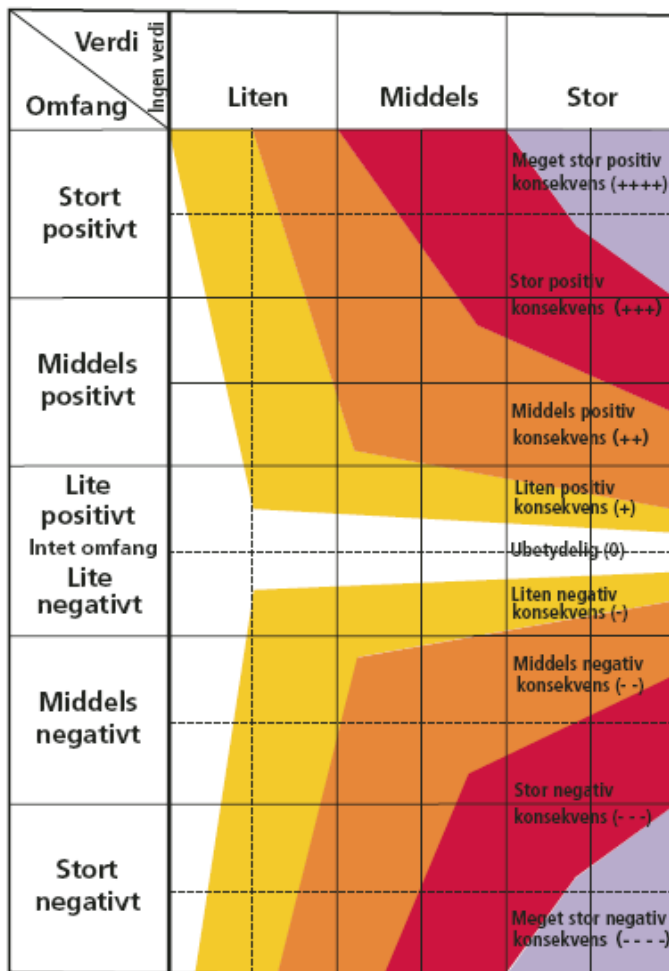 Verdi
Omfang
Ingen verdi
Liten
Middels
Stor
Stort
positivt
Meget stor positiv
konsekvens (++++)
Stor positiv
konsekvens (+++)
Middels
positivt
Middels positiv
konsekvens (++)
Lite
positivt
Liten positiv
konsekvens (+)
Intet omfang
Ubetydelig (0)
Lite
negativt
Liten negativ
konsekvens (-)
Middels
negativt
Middels negativ
konsekvens (- -)
Stor negativ
konsekvens (- - -)
Stort
negativt
Meget stor negativ
konsekvens (- - - -)